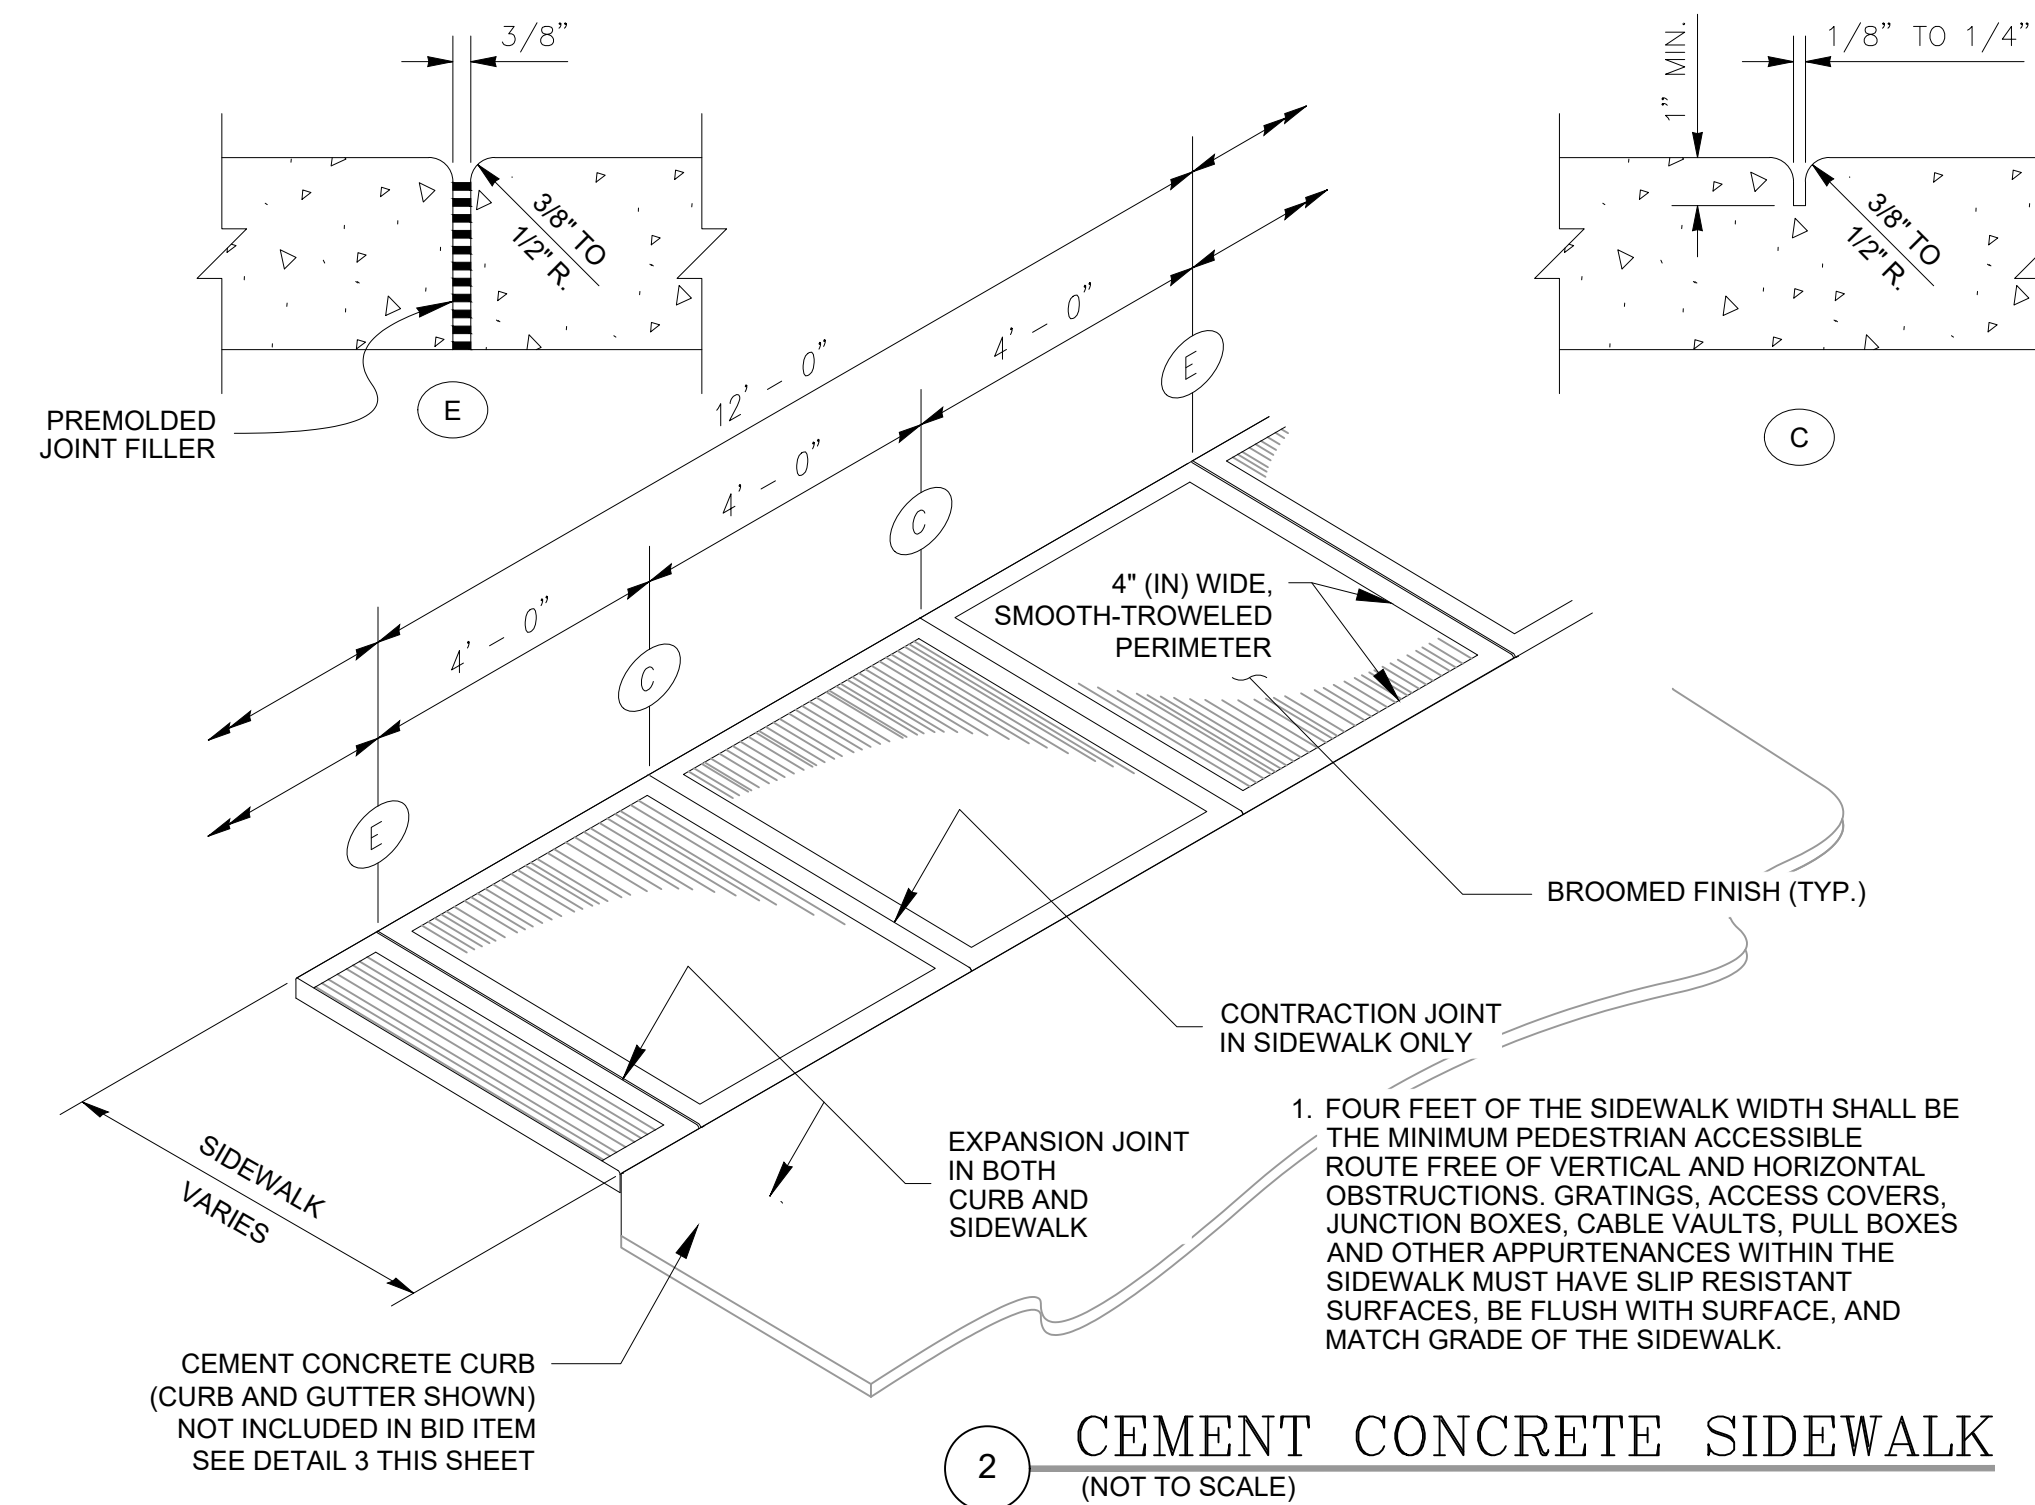 3/8"
3/8" TO
1/2" R.
PREMOLDED
JOINT FILLER
E
1" MIN.
1/8" TO 1/4"
3/8" TO
1/2" R.
C
12' - 0"
4' - 0"
4' - 0"
4' - 0"
E
C
C
E
4" (IN) WIDE,
SMOOTH-TROWELED
PERIMETER
BROOMED FINISH (TYP.)
CONTRACTION JOINT
IN SIDEWALK ONLY
EXPANSION JOINT
IN BOTH
CURB AND
SIDEWALK
SIDEWALK
VARIES
CEMENT CONCRETE CURB
(CURB AND GUTTER SHOWN)
NOT INCLUDED IN BID ITEM
SEE DETAIL 3 THIS SHEET
1. FOUR FEET OF THE SIDEWALK WIDTH SHALL BE
THE MINIMUM PEDESTRIAN ACCESSIBLE
ROUTE FREE OF VERTICAL AND HORIZONTAL
OBSTRUCTIONS. GRATINGS, ACCESS COVERS,
JUNCTION BOXES, CABLE VAULTS, PULL BOXES
AND OTHER APPURTENANCES WITHIN THE
SIDEWALK MUST HAVE SLIP RESISTANT
SURFACES, BE FLUSH WITH SURFACE, AND
MATCH GRADE OF THE SIDEWALK.
2 CEMENT CONCRETE SIDEWALK
(NOT TO SCALE)